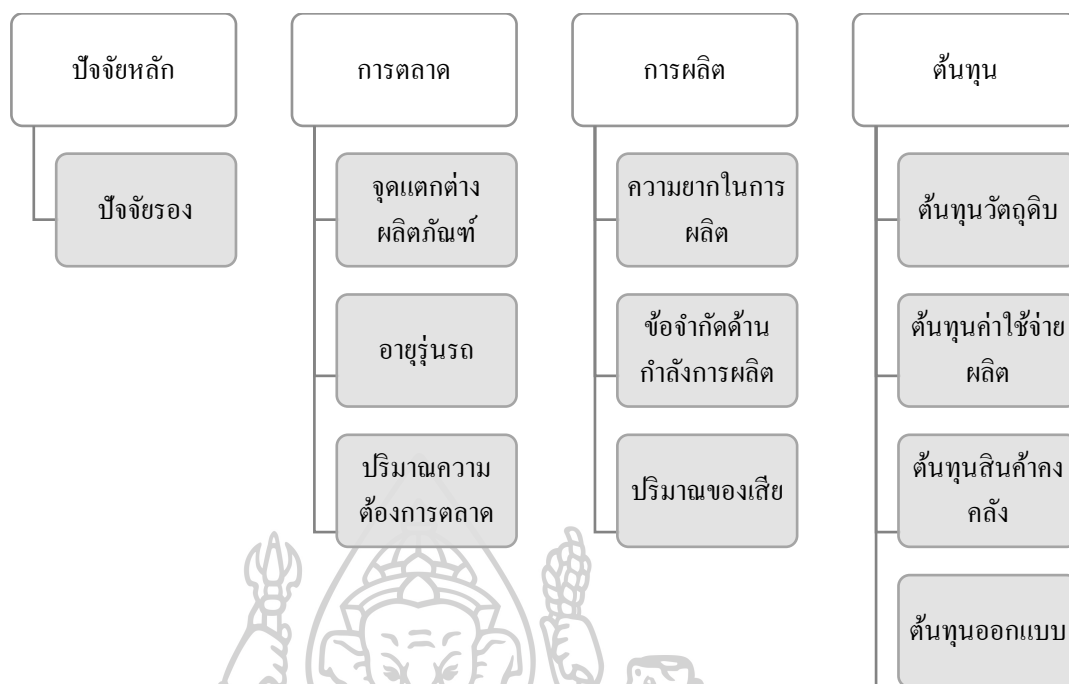 ปัจจัยหลัก
ปัจจัยรอง
การตลาด
จุดแตกต่าง
ผลิตภัณฑ์
อายุรุ่นรถ
ปริมาณความ
ต้องการตลาด
การผลิต
ความยากในการ
ผลิต
ข้อจำกัดด้าน
กำลังการผลิต
ปริมาณของเสีย
ต้นทุน
ต้นทุนวัตถุดิบ
ต้นทุนค่าใช้จ่าย
ผลิต
ต้นทุนสินค้าคง
คลัง
ต้นทุนออกแบบ